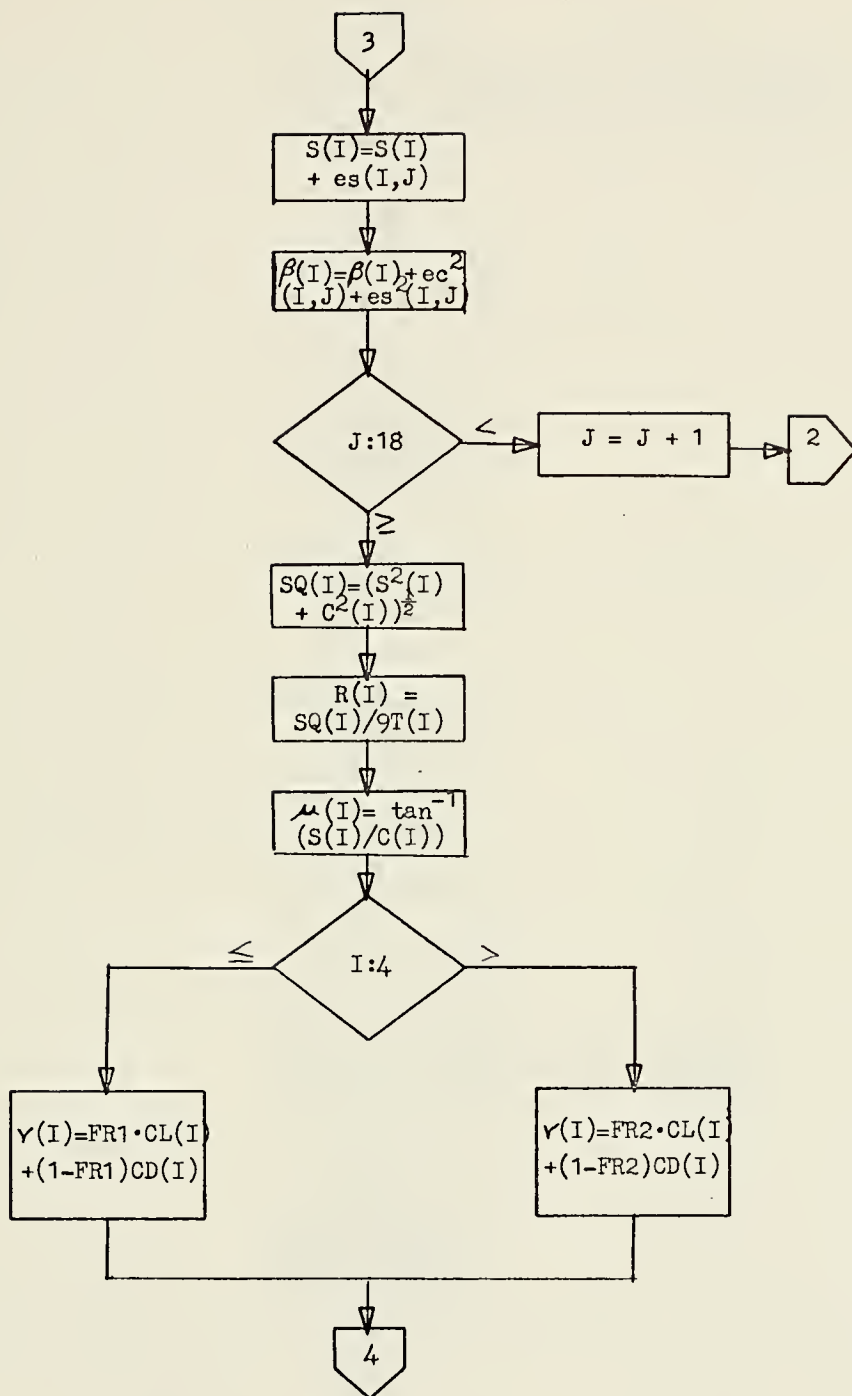 3
S(I)=S(I)
+ es(I,J)
β(I)=β(I)+ec²
(I,J)+es²(I,J)
J:18
<
J = J + 1
2
≥
SQ(I)=(S²(I)
+ C²(I))^½
R(I) =
SQ(I)/9T(I)
μ(I)= tan⁻¹
(S(I)/C(I))
≦
I:4
>
γ(I)=FR1·CL(I)
+(1-FR1)CD(I)
γ(I)=FR2·CL(I)
+(1-FR2)CD(I)
4